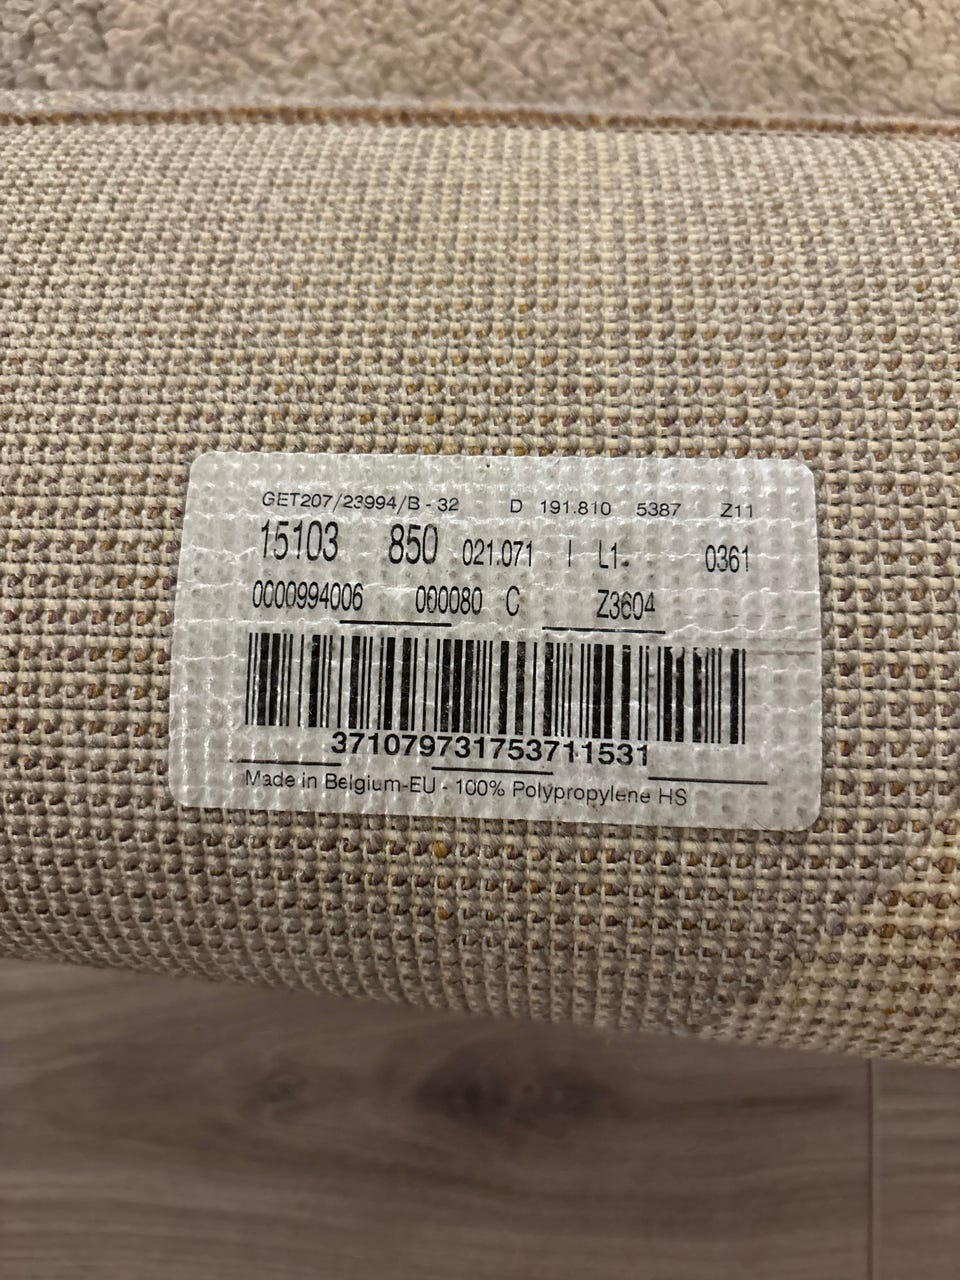 GET207/23994/B - 32 D 191.810 5387 Z11
15103 850 021.071 I L1. 0361
0000994006 000080 C Z3604
371079731753711531
Made in Belgium-EU - 100% Polypropylene HS